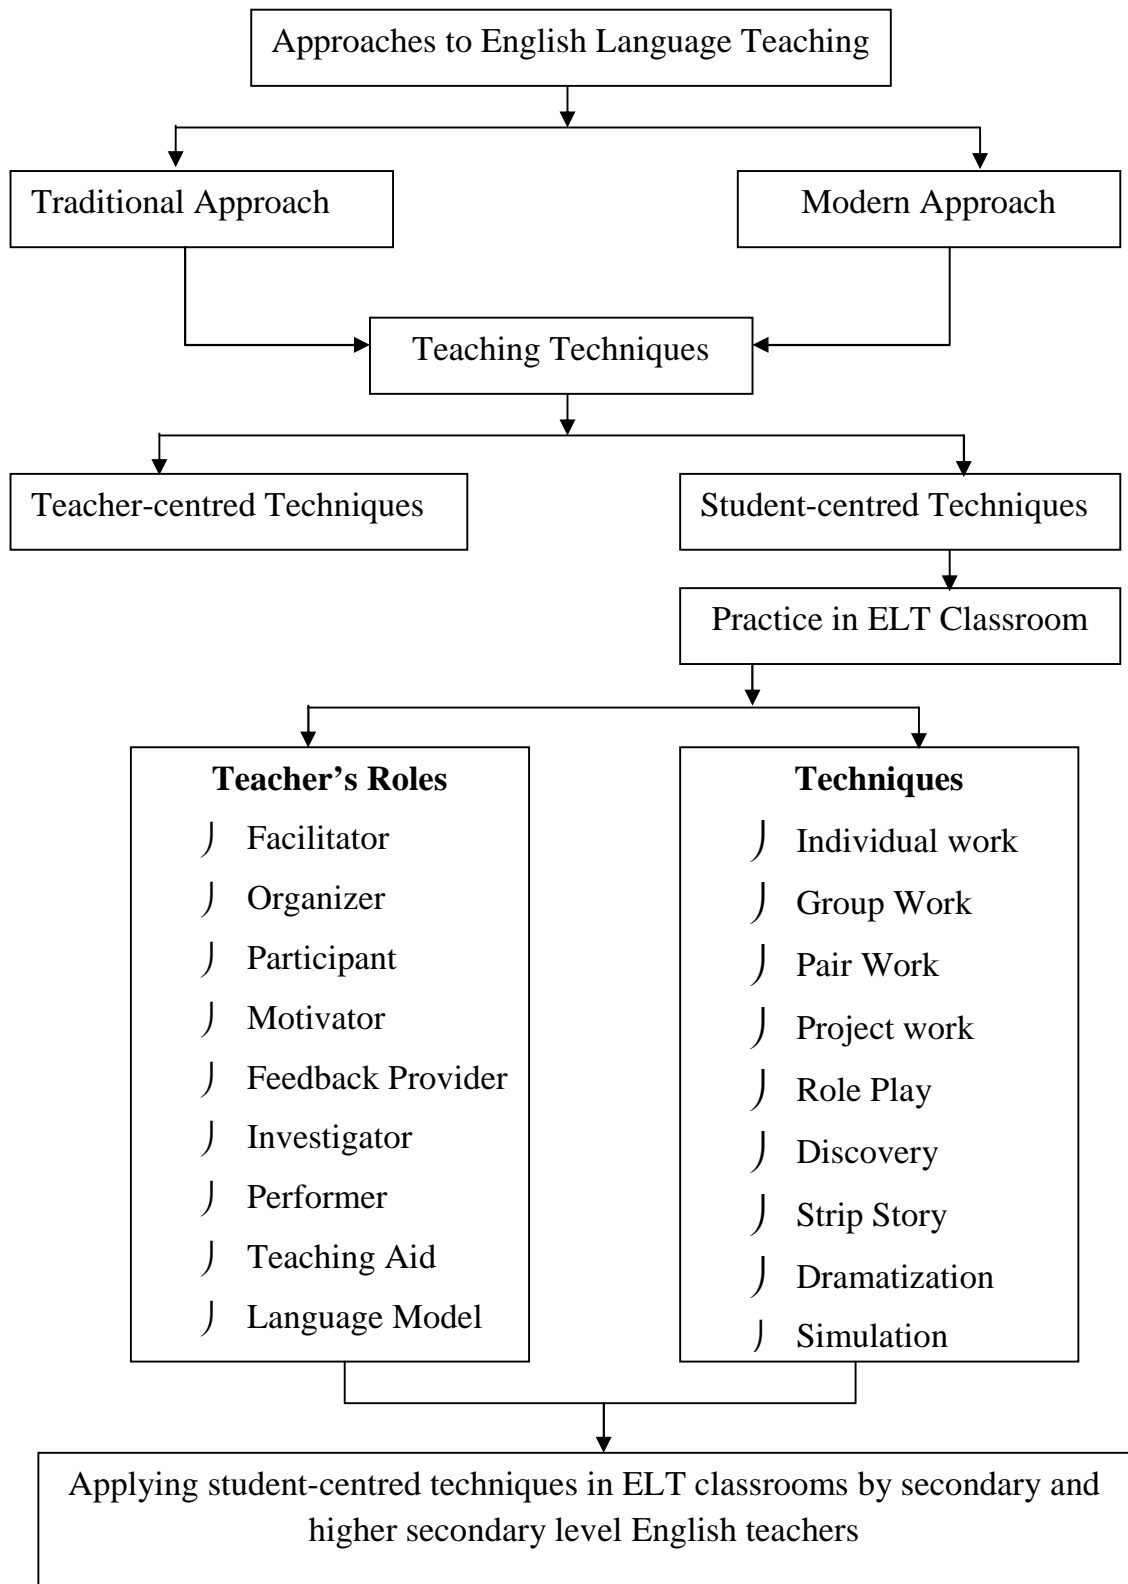 Approaches to English Language Teaching
Traditional Approach
Modern Approach
Teaching Techniques
Teacher-centred Techniques
Student-centred Techniques
Practice in ELT Classroom
Teacher’s Roles
Facilitator
Organizer
Participant
Motivator
Feedback Provider
Investigator
Performer
Teaching Aid
Language Model
Techniques
Individual work
Group Work
Pair Work
Project work
Role Play
Discovery
Strip Story
Dramatization
Simulation
Applying student-centred techniques in ELT classrooms by secondary and
higher secondary level English teachers